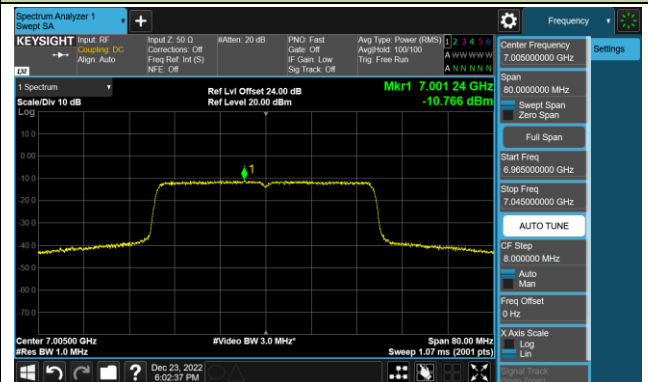 Spectrum Analyzer 1
Swept SA
Frequency
KEYSIGHT
Input: RF
Coupling: DC
Align: Auto
Input Z: 50 Ω
Corrections: Off
Freq Ref: Int (S)
NFE: Off
#Atten: 20 dB
PNO: Fast
Gate: Off
IF Gain: Low
Sig Track: Off
Avg Type: Power (RMS)
Avg|Hold: 100/100
Trig: Free Run
1 2 3 4 5 6
A W W W W W
A N N N N N
LXI
1 Spectrum
Scale/Div 10 dB
Ref Lvl Offset 24.00 dB
Ref Level 20.00 dBm
Mkr1 7.001 24 GHz
-10.766 dBm
Log
10.0
0.00
-10.0
-20.0
-30.0
-40.0
-50.0
-60.0
-70.0
1
Center 7.00500 GHz
#Res BW 1.0 MHz
#Video BW 3.0 MHz*
Span 80.00 MHz
Sweep 1.07 ms (2001 pts)
Dec 23, 2022
6:02:37 PM
Center Frequency
7.005000000 GHz
Span
80.0000000 MHz
Swept Span
Zero Span
Full Span
Start Freq
6.965000000 GHz
Stop Freq
7.045000000 GHz
AUTO TUNE
CF Step
8.000000 MHz
Auto
Man
Freq Offset
0 Hz
X Axis Scale
Log
Lin
Signal Track
(Span Zoom)
Settings